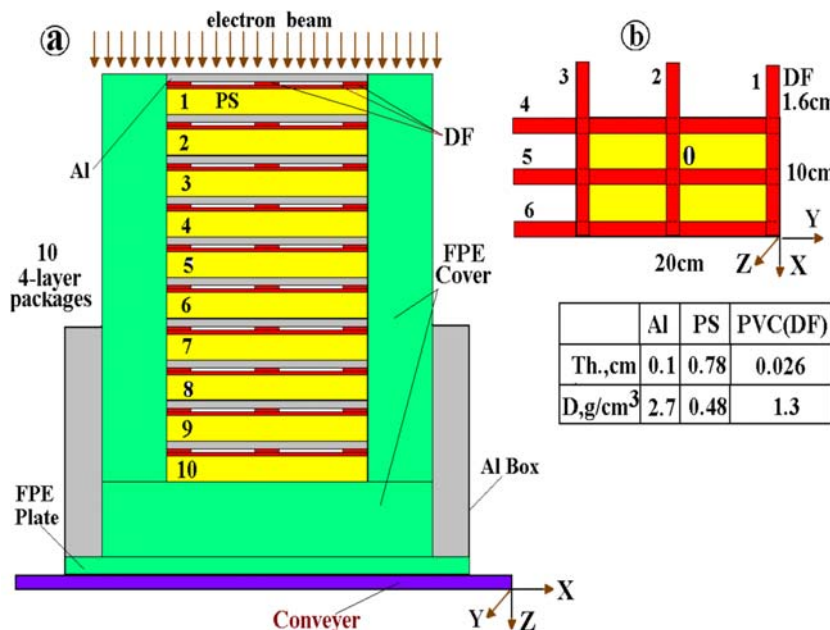 electron beam
a
1 PS
2
3
4
5
6
7
8
9
10
Al
DF
10
4-layer
packages
FPE
Cover
FPE
Plate
Al Box
Conveyer
X
Y
Z
b
3
2
1
DF
1.6cm
4
5
6
0
10cm
20cm
Y
Z
X
Al PS PVC(DF)
Th.,cm 0.1 0.78 0.026
D,g/cm³ 2.7 0.48 1.3